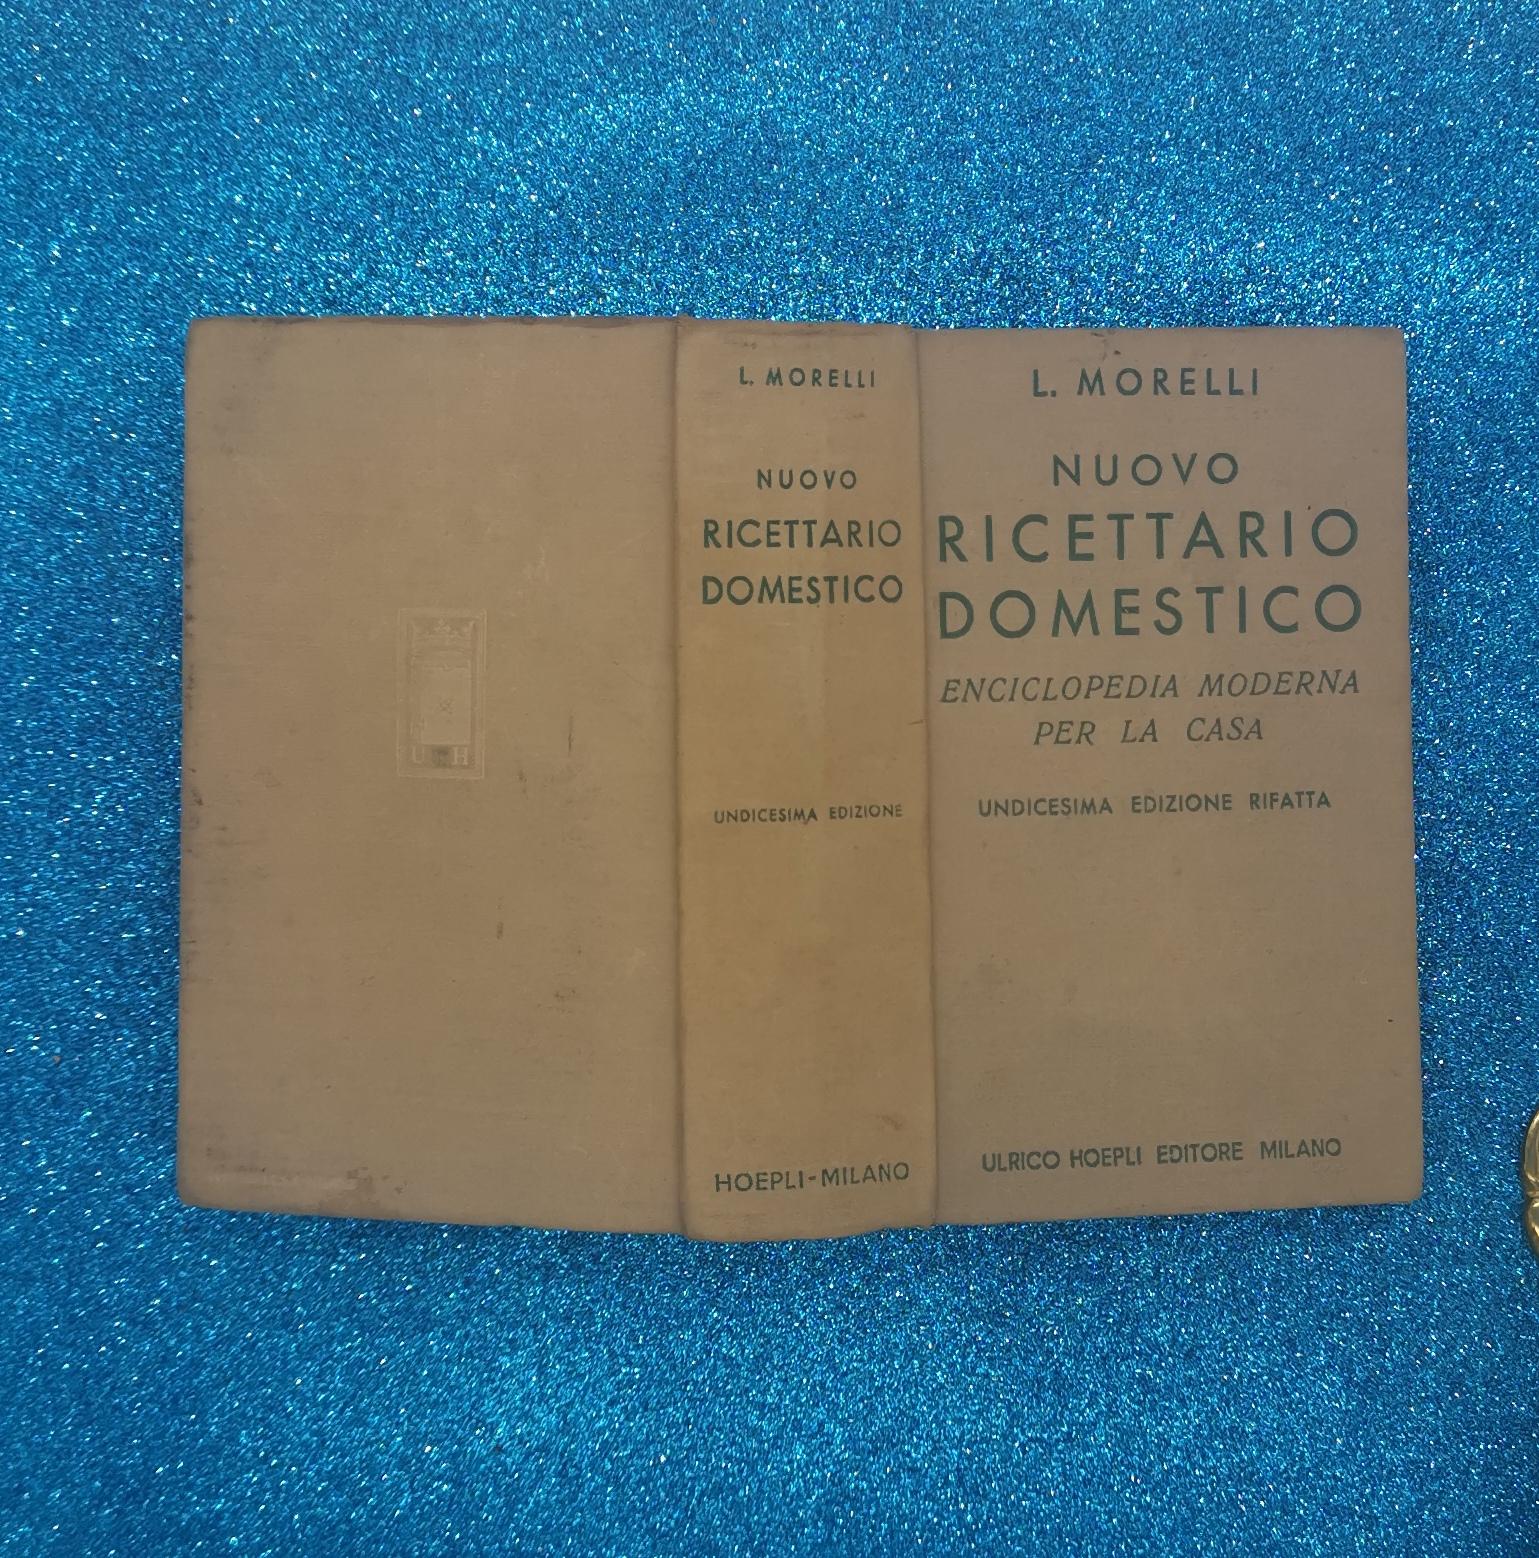 L. MORELLI
NUOVO
RICETTARIO
DOMESTICO
UNDICESIMA EDIZIONE
HOEPLI-MILANO
L. MORELLI
NUOVO
RICETTARIO
DOMESTICO
ENCICLOPEDIA MODERNA
PER LA CASA
UNDICESIMA EDIZIONE RIFATTA
ULRICO HOEPLI EDITORE MILANO
U H